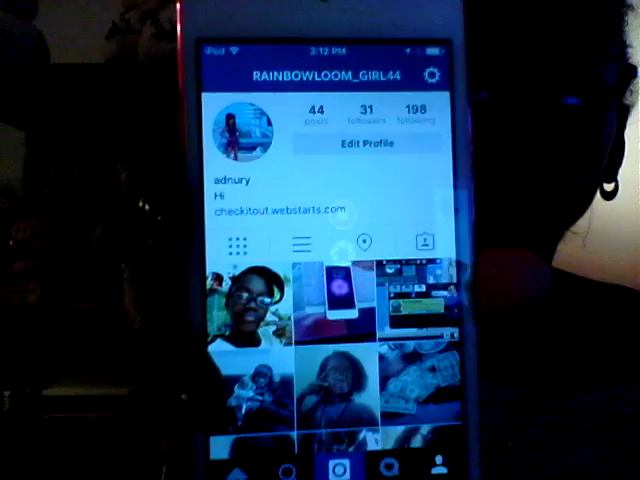 iPod 3:12 PM
RAINBOWLOOM_GIRL44
44 31 198
posts followers following
Edit Profile
adnury
Hi
checkitout.webstarts.com